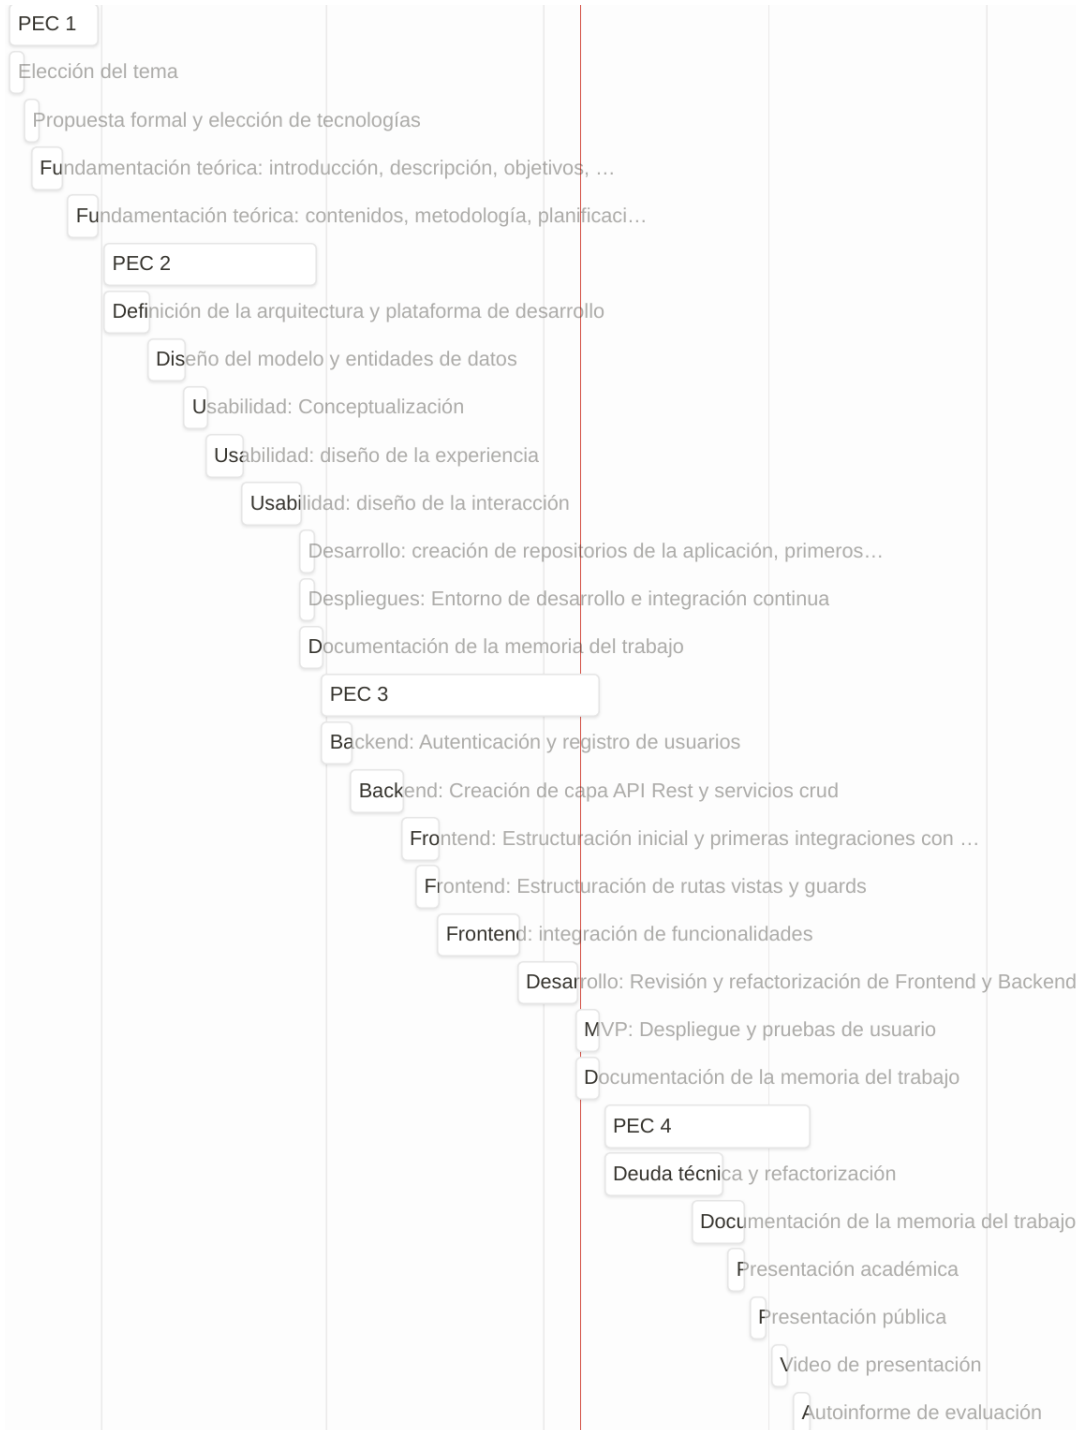 PEC 1
Elección del tema
Propuesta formal y elección de tecnologías
Fundamentación teórica: introducción, descripción, objetivos, …
Fundamentación teórica: contenidos, metodología, planificaci…
PEC 2
Definición de la arquitectura y plataforma de desarrollo
Diseño del modelo y entidades de datos
Usabilidad: Conceptualización
Usabilidad: diseño de la experiencia
Usabilidad: diseño de la interacción
Desarrollo: creación de repositorios de la aplicación, primeros…
Despliegues: Entorno de desarrollo e integración continua
Documentación de la memoria del trabajo
PEC 3
Backend: Autenticación y registro de usuarios
Backend: Creación de capa API Rest y servicios crud
Frontend: Estructuración inicial y primeras integraciones con …
Frontend: Estructuración de rutas vistas y guards
Frontend: integración de funcionalidades
Desarrollo: Revisión y refactorización de Frontend y Backend
MVP: Despliegue y pruebas de usuario
Documentación de la memoria del trabajo
PEC 4
Deuda técnica y refactorización
Documentación de la memoria del trabajo
Presentación académica
Presentación pública
Video de presentación
Autoinforme de evaluación